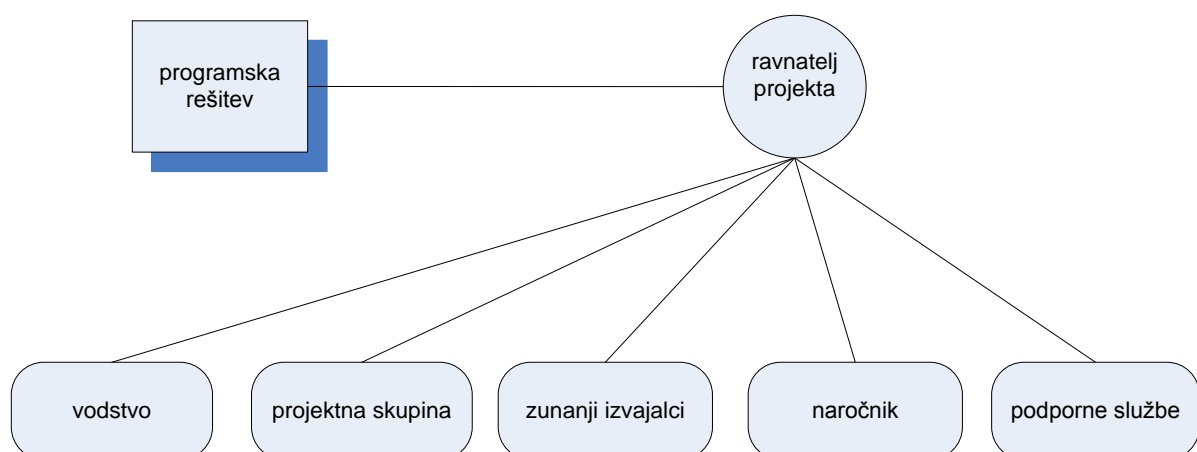 programska
rešitev
ravnatelj
projekta
vodstvo
projektna skupina
zunanji izvajalci
naročnik
podporne službe